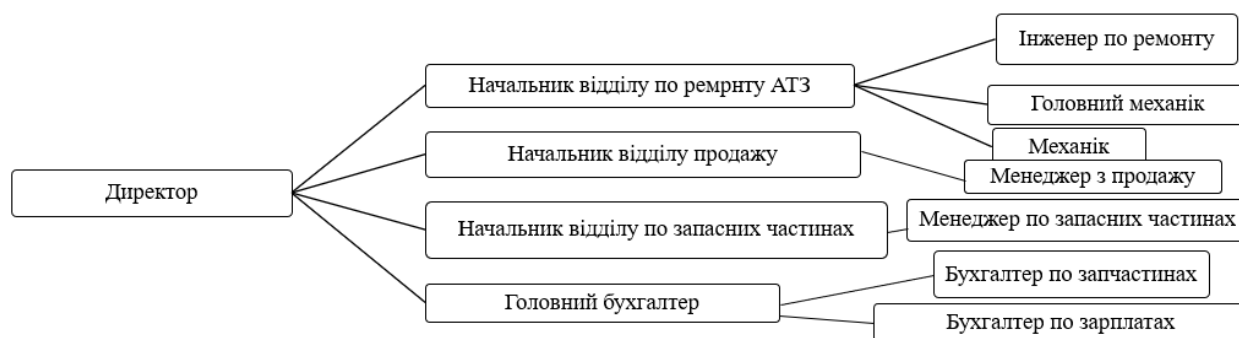 Директор
Начальник відділу по ремрнту АТЗ
Інженер по ремонту
Головний механік
Механік
Начальник відділу продажу
Менеджер з продажу
Начальник відділу по запасних частинах
Менеджер по запасних частинах
Головний бухгалтер
Бухгалтер по запчастинах
Бухгалтер по зарплатах